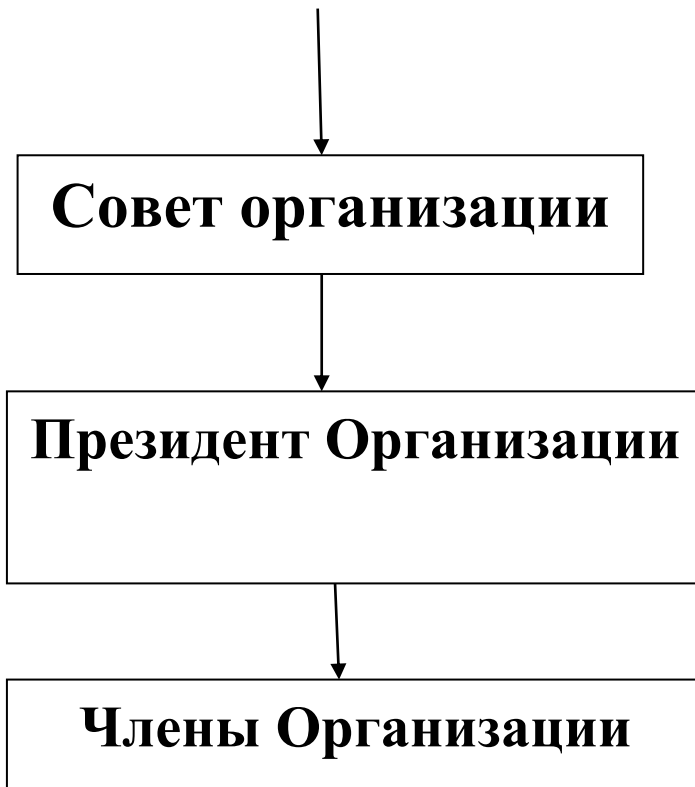 Совет организации
Президент Организации
Члены Организации